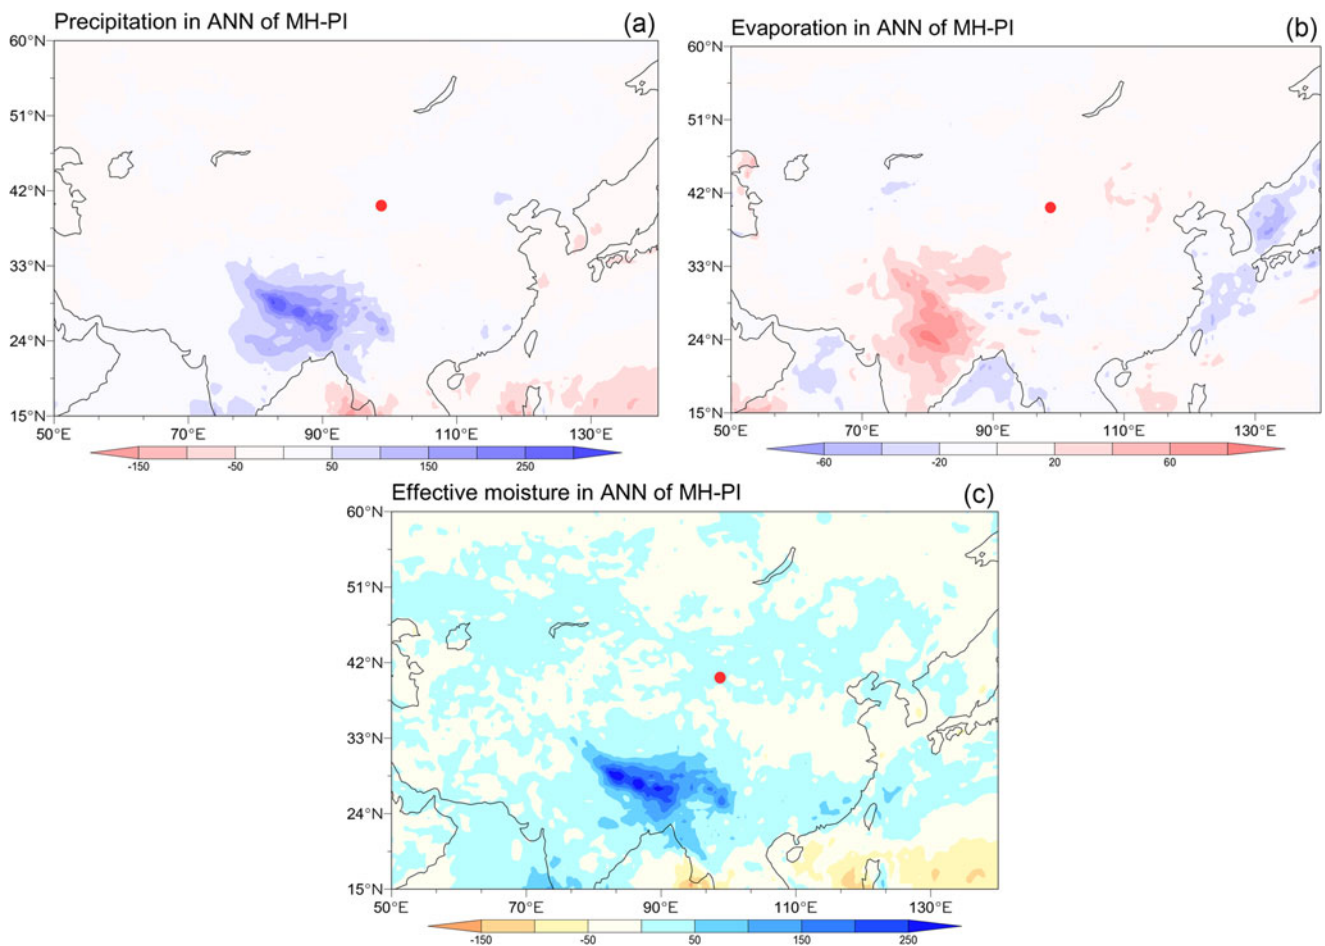 Precipitation in ANN of MH-PI (a)
60°N
51°N
42°N
33°N
24°N
15°N
50°E 70°E 90°E 110°E 130°E
-150 -50 50 150 250
Evaporation in ANN of MH-PI (b)
60°N
51°N
42°N
33°N
24°N
15°N
50°E 70°E 90°E 110°E 130°E
-60 -20 20 60
Effective moisture in ANN of MH-PI (c)
60°N
51°N
42°N
33°N
24°N
15°N
50°E 70°E 90°E 110°E 130°E
-150 -50 50 150 250